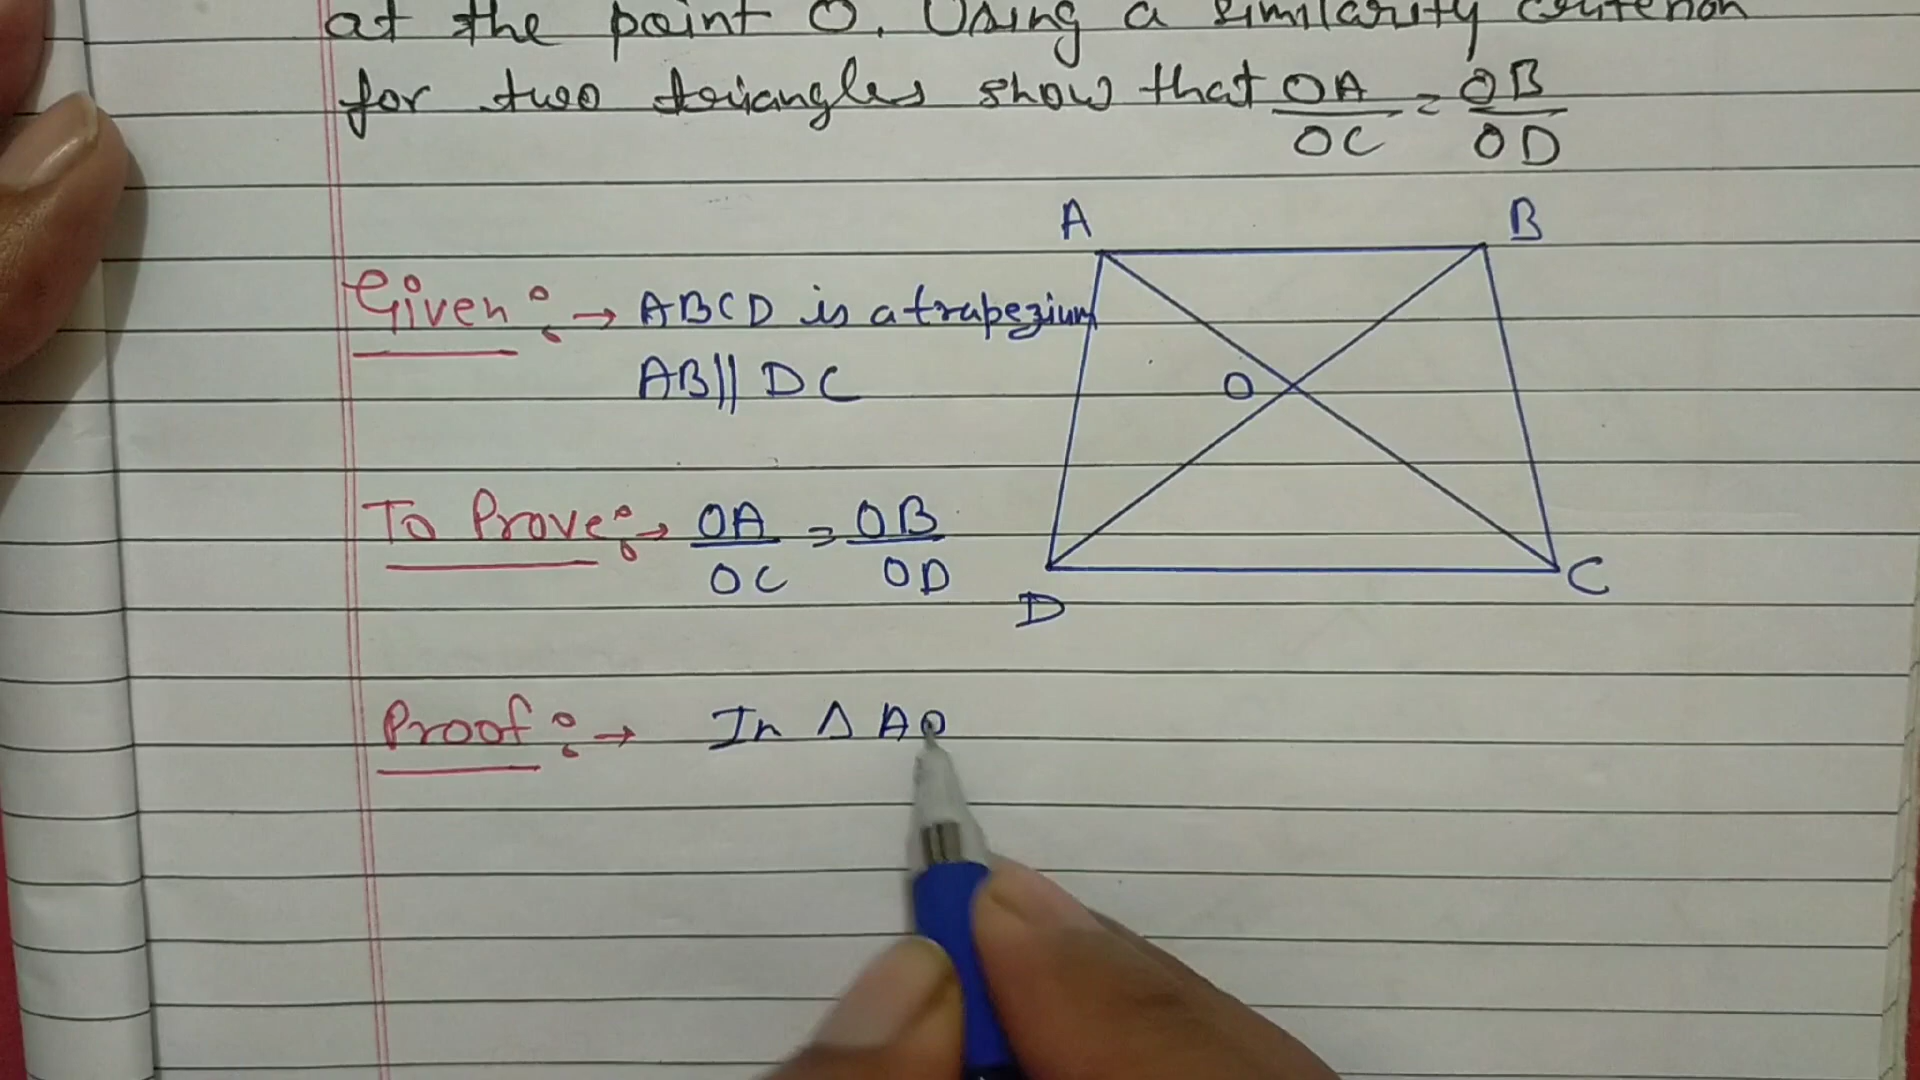 at the point O. Using a similarity criterion
for two triangles show that OA/OC = OB/OD
A B
Given :→ ABCD is a trapezium
AB || DC
O
To Prove :→ OA/OC = OB/OD
C
D
Proof :→ In Δ AO